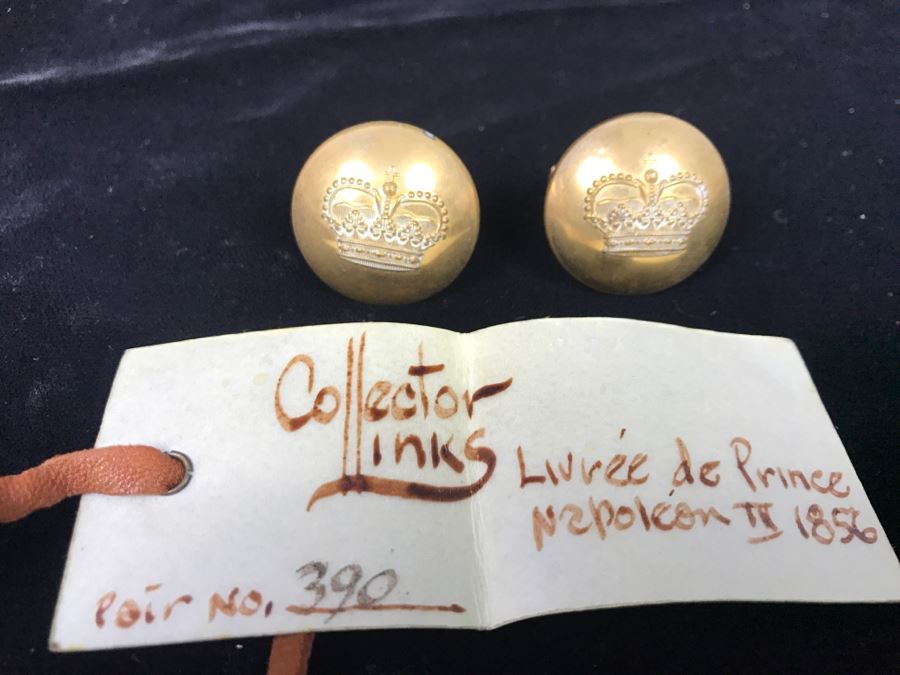 Collector
Links
Livrée de Prince
Napoléon III 1856
Pair No. 390